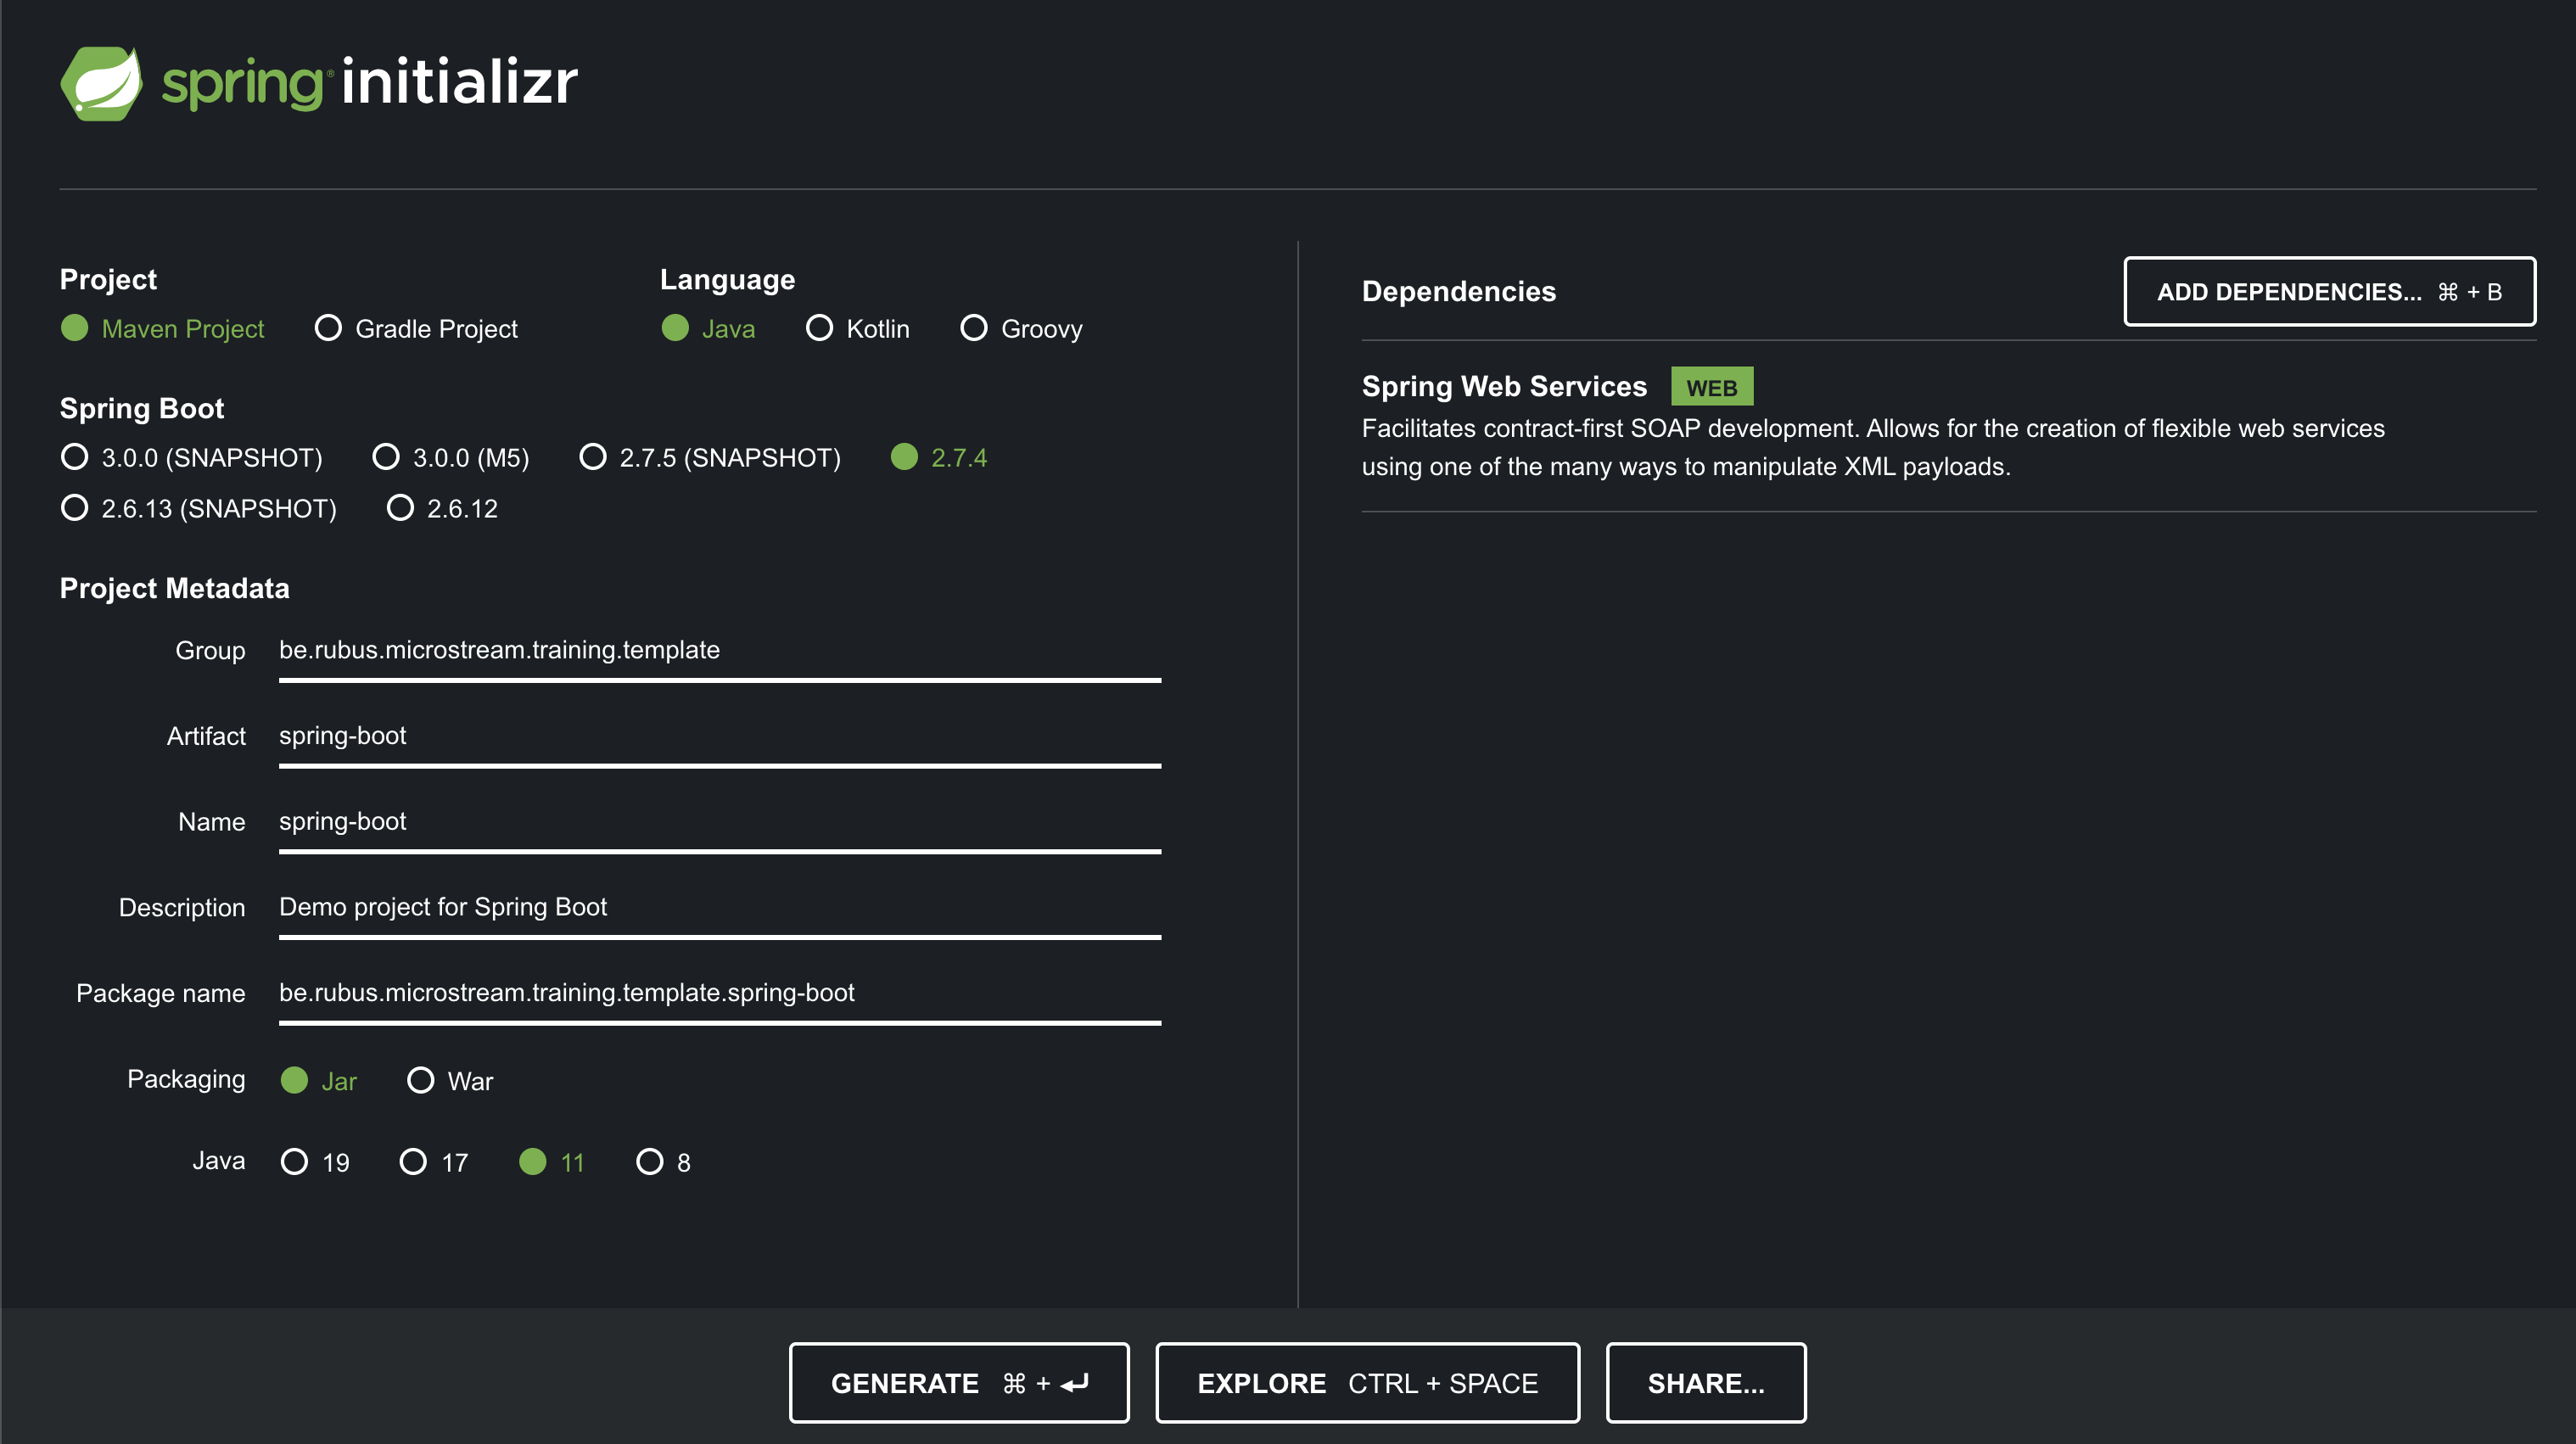 spring® initializr
Project
Maven Project Gradle Project
Language
Java Kotlin Groovy
Spring Boot
3.0.0 (SNAPSHOT) 3.0.0 (M5) 2.7.5 (SNAPSHOT) 2.7.4
2.6.13 (SNAPSHOT) 2.6.12
Project Metadata
Group be.rubus.microstream.training.template
Artifact spring-boot
Name spring-boot
Description Demo project for Spring Boot
Package name be.rubus.microstream.training.template.spring-boot
Packaging Jar War
Java 19 17 11 8
Dependencies ADD DEPENDENCIES... ⌘ + B
Spring Web Services WEB
Facilitates contract-first SOAP development. Allows for the creation of flexible web services
using one of the many ways to manipulate XML payloads.
GENERATE ⌘ + ⏎ EXPLORE CTRL + SPACE SHARE...